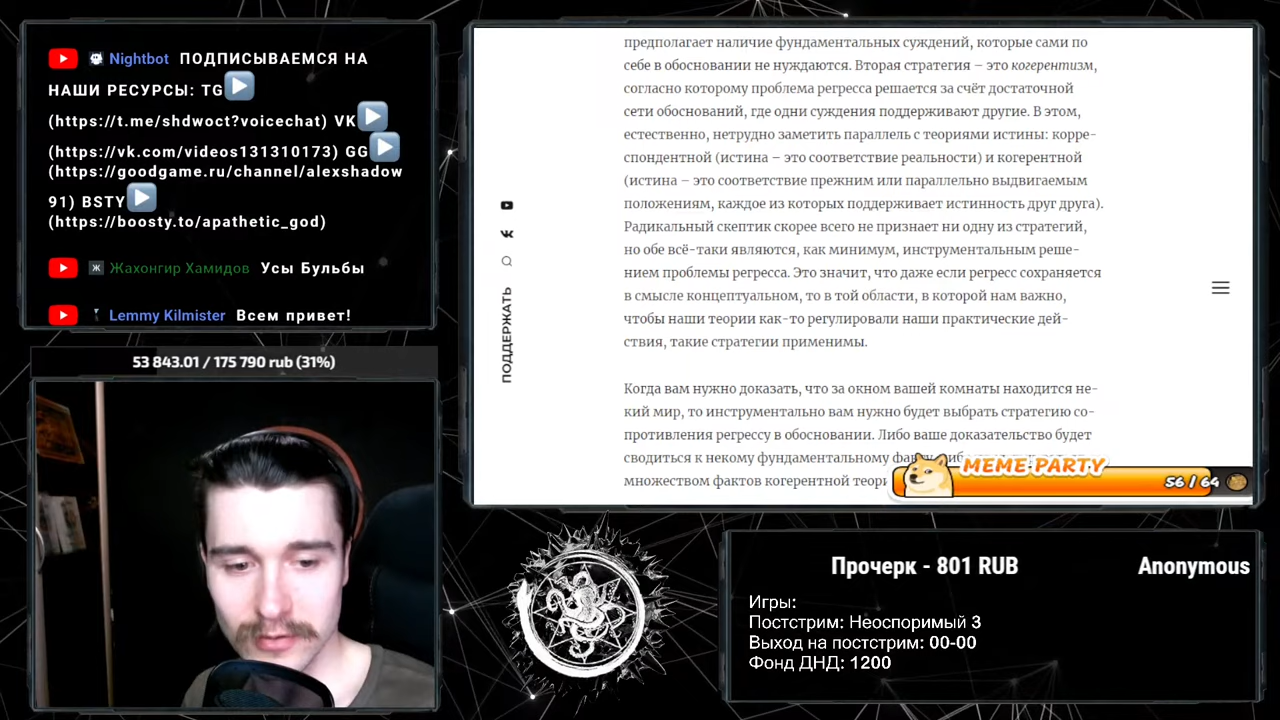 Nightbot ПОДПИСЫВАЕМСЯ НА
НАШИ РЕСУРСЫ: TG
(https://t.me/shdwoct?voicechat) VK
(https://vk.com/videos131310173) GG
(https://goodgame.ru/channel/alexshadow
91) BSTY
(https://boosty.to/apathetic_god)
Ж Жахонгир Хамидов Усы Бульбы
Lemmy Kilmister Всем привет!
53 843.01 / 175 790 rub (31%)
предполагает наличие фундаментальных суждений, которые сами по
себе в обосновании не нуждаются. Вторая стратегия – это когерентизм,
согласно которому проблема регресса решается за счёт достаточной
сети обоснований, где одни суждения поддерживают другие. В этом,
естественно, нетрудно заметить параллель с теориями истины: корре-
спондентной (истина – это соответствие реальности) и когерентной
(истина – это соответствие прежним или параллельно выдвигаемым
положениям, каждое из которых поддерживает истинность друг друга).
Радикальный скептик скорее всего не признает ни одну из стратегий,
но обе всё-таки являются, как минимум, инструментальным реше-
нием проблемы регресса. Это значит, что даже если регресс сохраняется
в смысле концептуальном, то в той области, в которой нам важно,
чтобы наши теории как-то регулировали наши практические дей-
ствия, такие стратегии применимы.
Когда вам нужно доказать, что за окном вашей комнаты находится не-
кий мир, то инструментально вам нужно будет выбрать стратегию со-
противления регрессу в обосновании. Либо ваше доказательство будет
сводиться к некому фундаментальному
множеством фактов когерентной
ПОДДЕРЖАТЬ
MEME PARTY
56 / 64
Прочерк - 801 RUB Anonymous
Игры:
Постстрим: Неоспоримый 3
Выход на постстрим: 00-00
Фонд ДНД: 1200